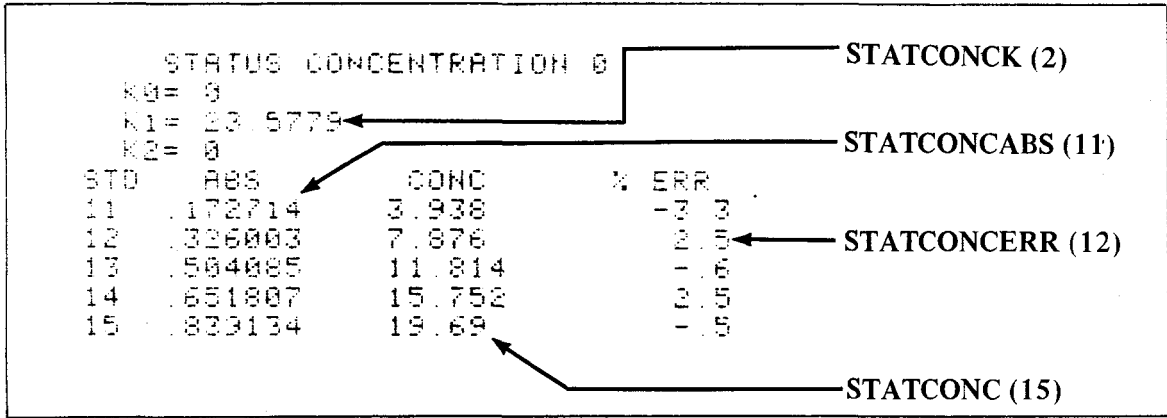 STATUS CONCENTRATION 0
K0= 0
K1= 23.5779
K2= 0
STD ABS CONC % ERR
11 .172714 3.938 -3.3
12 .326003 7.876 2.5
13 .504085 11.814 -.6
14 .651807 15.752 2.5
15 .839134 19.69 -.5
STATCONCK (2)
STATCONCABS (11)
STATCONCERR (12)
STATCONC (15)